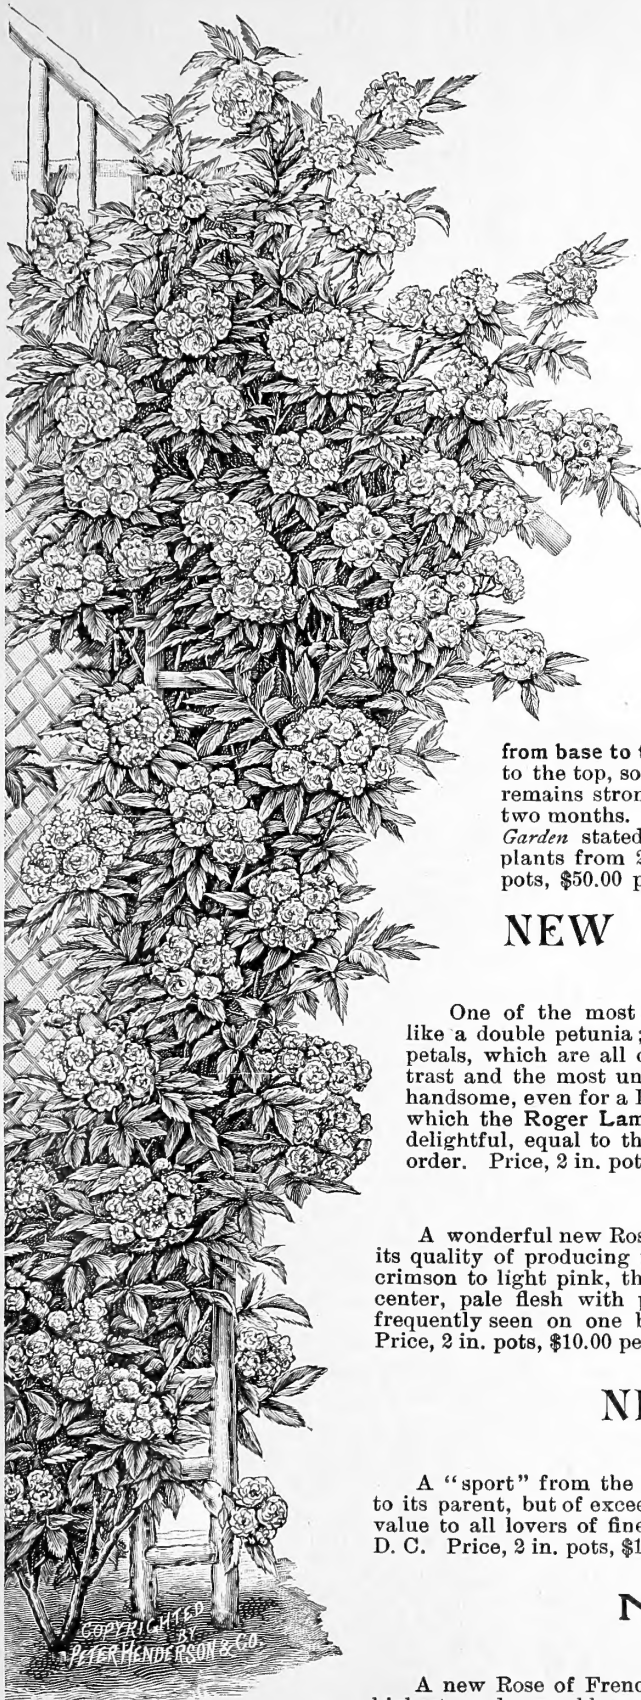 from base to
to the top, so
remains stron
two months.
Garden stated
plants from
pots, $50.00 p
NEW
One of the most
like a double petunia;
petals, which are all
trast and the most un
handsome, even for a
which the Roger Lam
delightful, equal to th
order. Price, 2 in. pot
A wonderful new Ros
its quality of producing
crimson to light pink, th
center, pale flesh with
frequently seen on one
Price, 2 in. pots, $10.00 pe
A "sport" from the
to its parent, but of excee
value to all lovers of fine
D. C. Price, 2 in. pots, $1
A new Rose of Frenc
COPYRIGHTED
BY
PETER HENDERSON & CO.